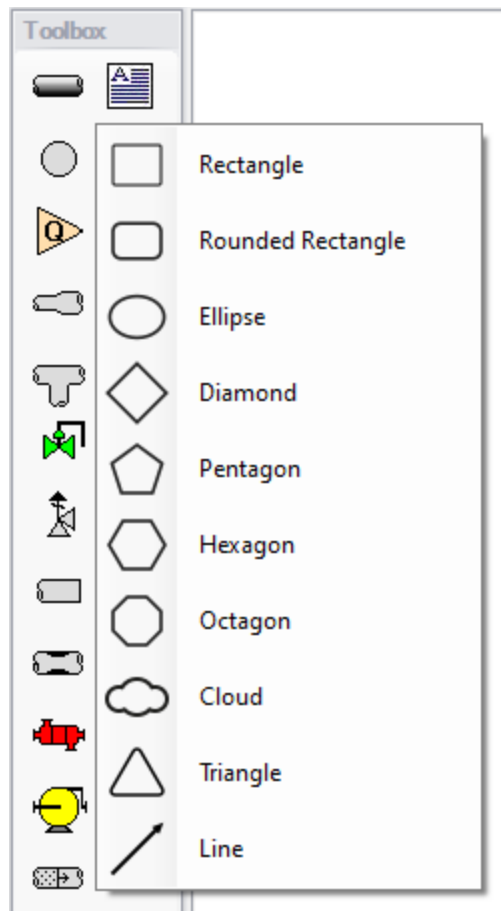 Toolbox
A
Rectangle
Rounded Rectangle
Q
Ellipse
Diamond
Pentagon
Hexagon
Octagon
Cloud
Triangle
Line